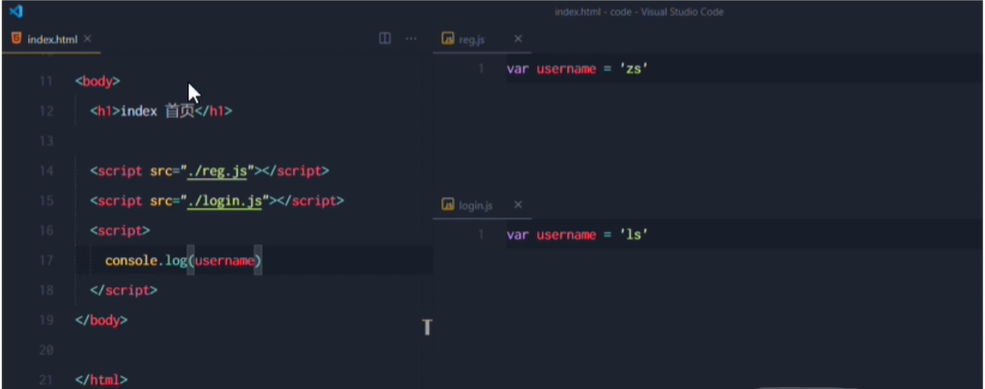 index.html - code - Visual Studio Code
index.html
11 <body>
12 <h1>index 首页</h1>
13
14 <script src="./reg.js"></script>
15 <script src="./login.js"></script>
16 <script>
17 console.log(username)
18 </script>
19 </body>
20
21 </html>
reg.js
1 var username = 'zs'
login.js
1 var username = 'ls'
T